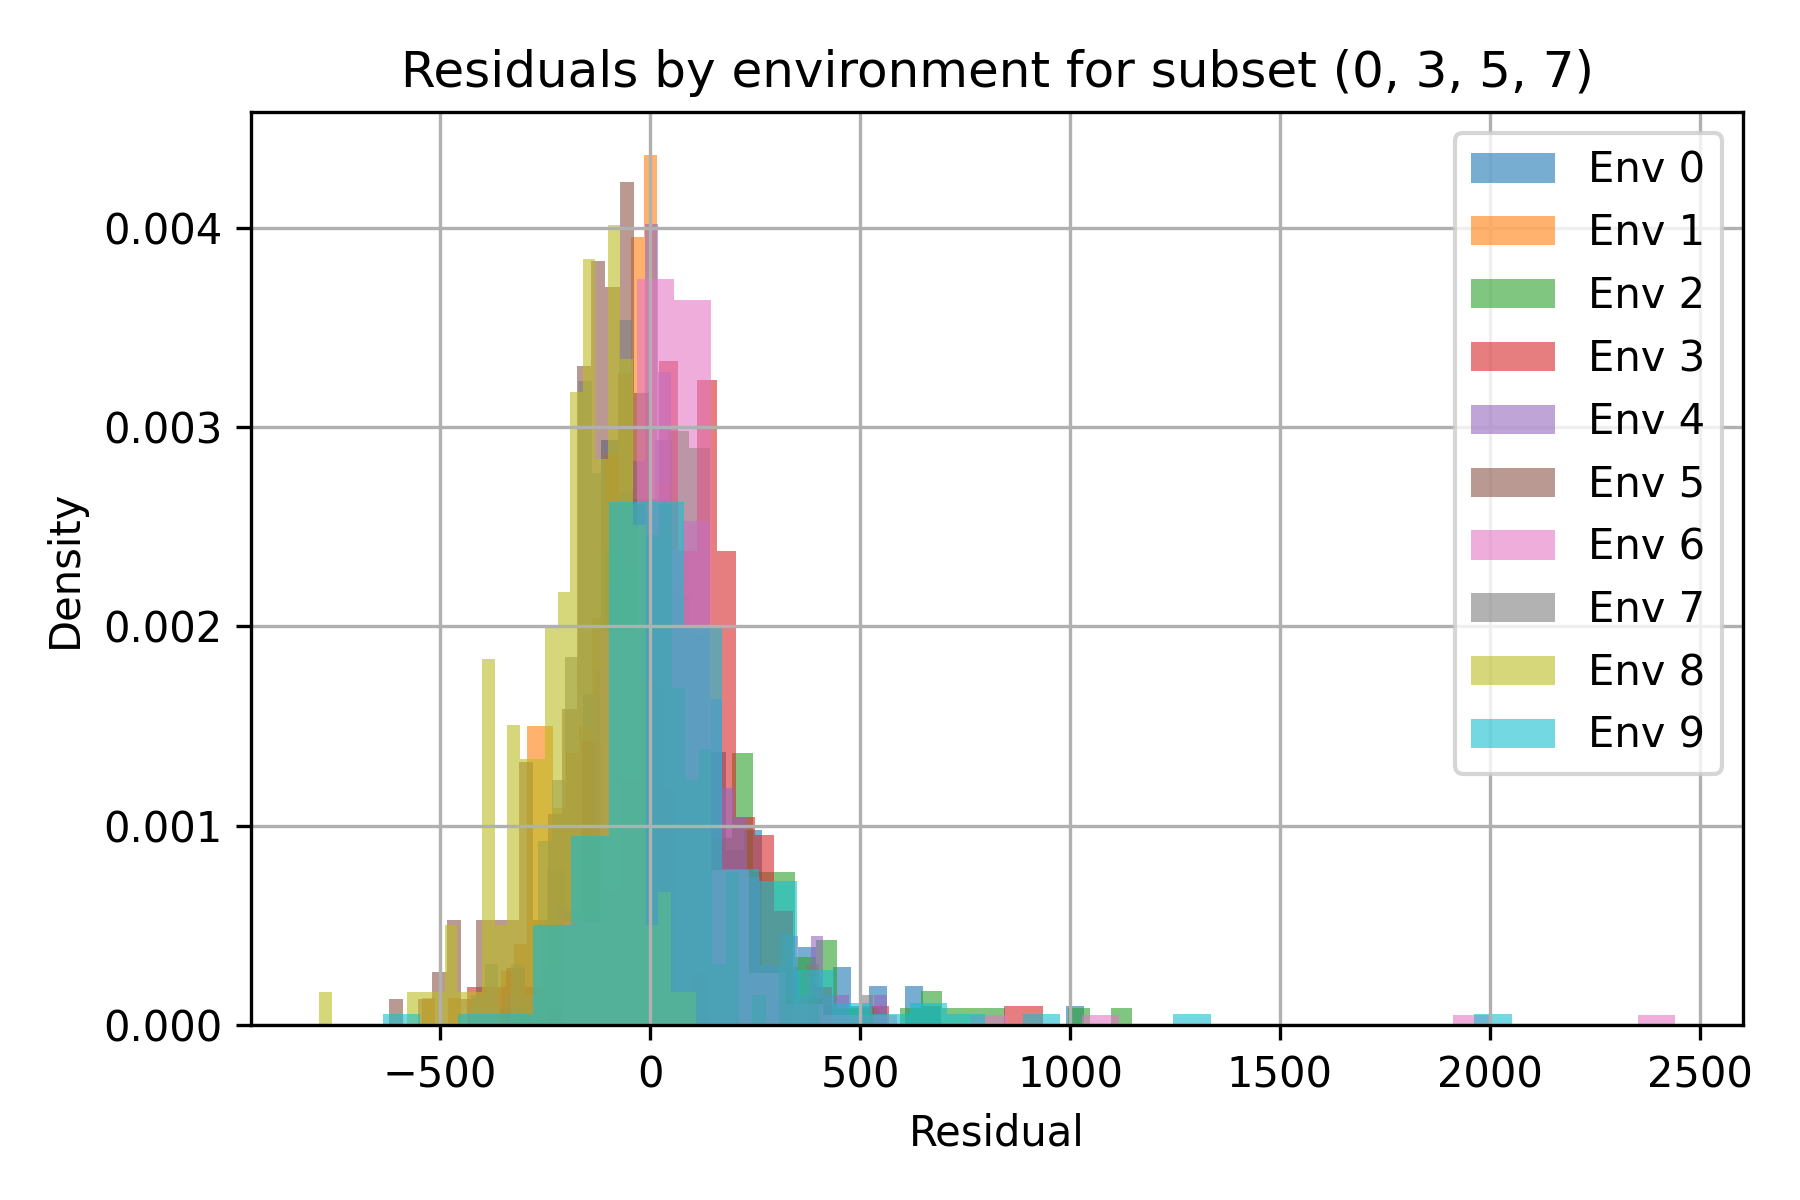 Residuals by environment for subset (0, 3, 5, 7)
Density
0.004
0.003
0.002
0.001
0.000
Env 0
Env 1
Env 2
Env 3
Env 4
Env 5
Env 6
Env 7
Env 8
Env 9
−500
0
500
1000
1500
2000
2500
Residual